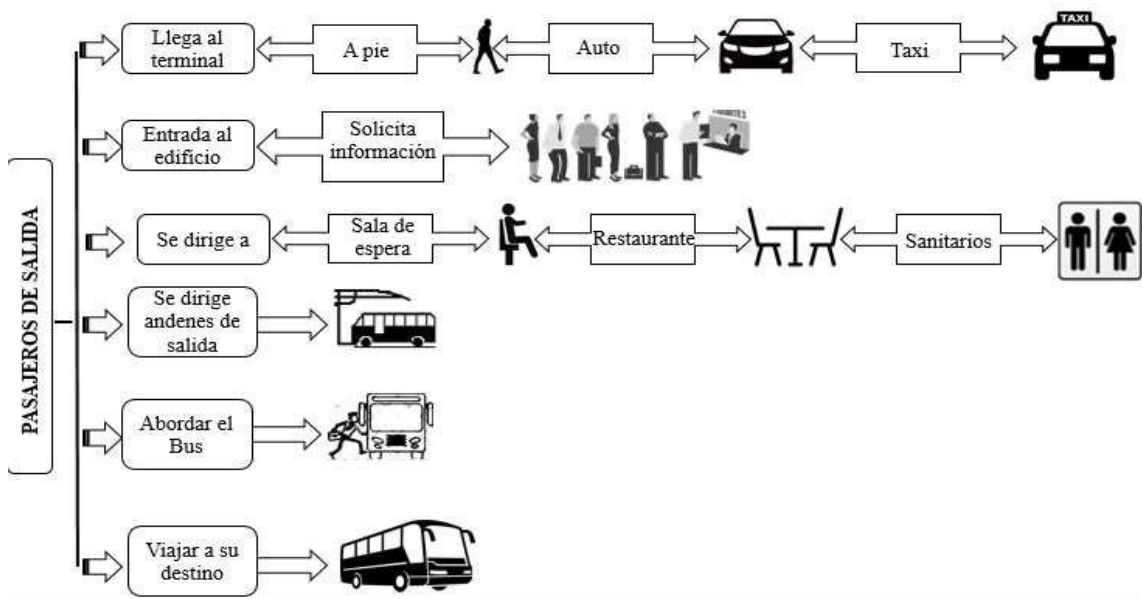 Llega al
terminal
A pie
Auto
Taxi
TAXI
Entrada al
edificio
Solicita
información
PASAJEROS DE SALIDA
Se dirige a
Sala de
espera
Restaurante
Sanitarios
Se dirige
andenes de
salida
Abordar el
Bus
Viajar a su
destino